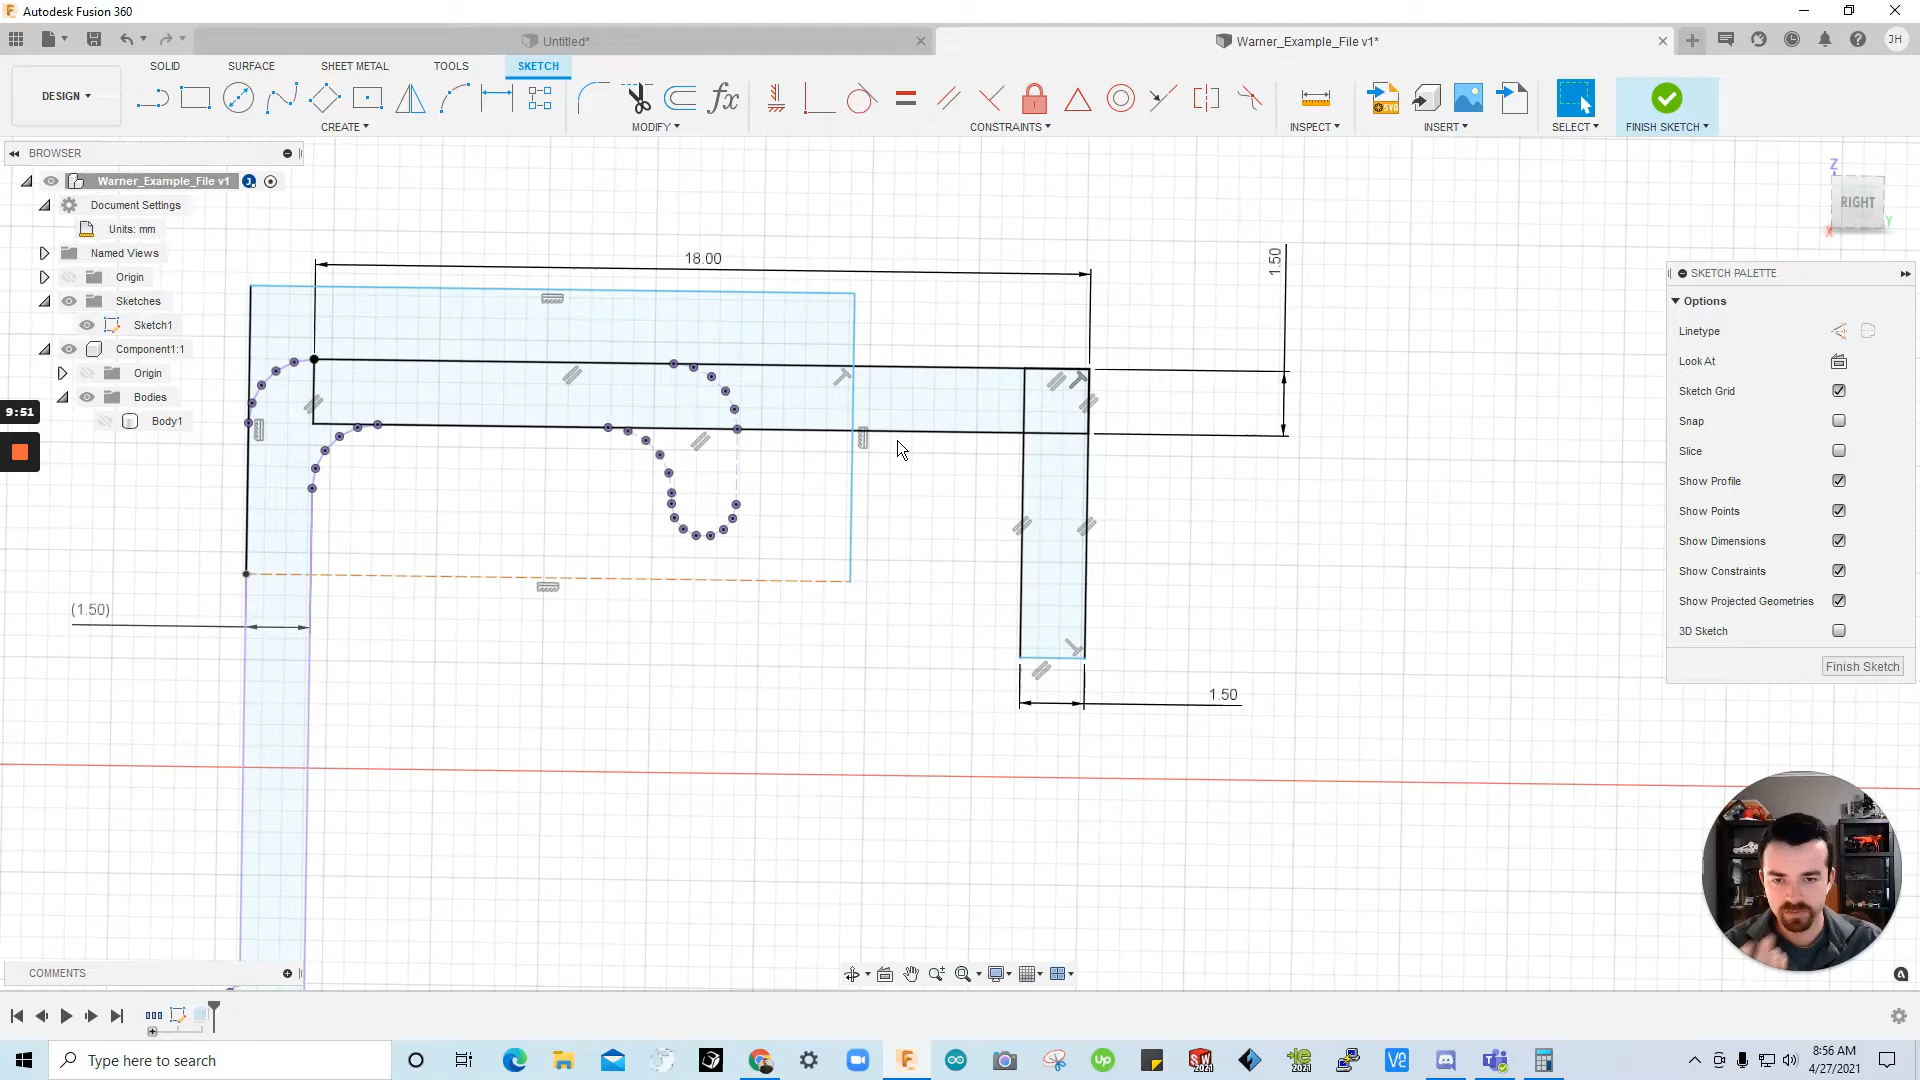 Autodesk Fusion 360
Untitled*
Warner_Example_File v1*
JH
SOLID
SURFACE
SHEET METAL
TOOLS
SKETCH
DESIGN
fx
CREATE
MODIFY
CONSTRAINTS
INSPECT
INSERT
SELECT
FINISH SKETCH
BROWSER
Warner_Example_File v1
Document Settings
Units: mm
Named Views
Origin
Sketches
Sketch1
Component1:1
Origin
Bodies
Body1
9:51
18.00
1.50
(1.50)
1.50
Z
RIGHT
X
Y
SKETCH PALETTE
Options
Linetype
Look At
Sketch Grid
Snap
Slice
Show Profile
Show Points
Show Dimensions
Show Constraints
Show Projected Geometries
3D Sketch
Finish Sketch
COMMENTS
Type here to search
8:56 AM
4/27/2021